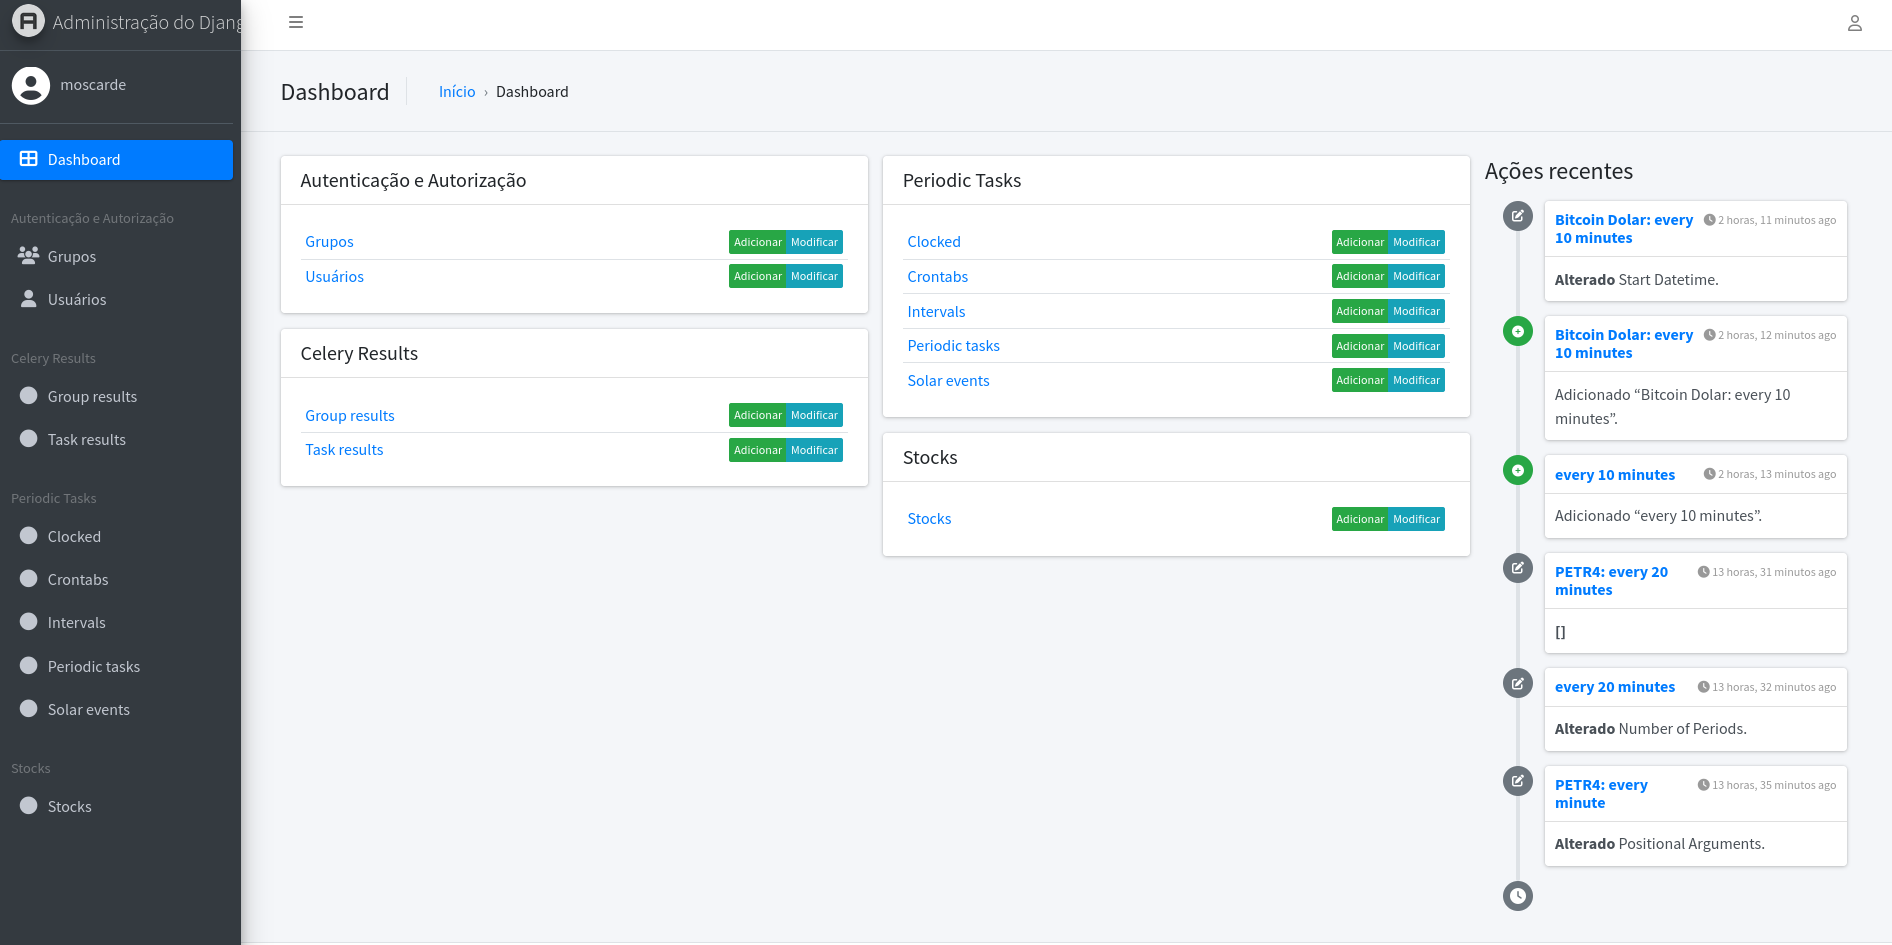 Administração do Djang
moscarde
Dashboard
Autenticação e Autorização
Grupos
Usuários
Celery Results
Group results
Task results
Periodic Tasks
Clocked
Crontabs
Intervals
Periodic tasks
Solar events
Stocks
Stocks
Dashboard
Início › Dashboard
Autenticação e Autorização
Grupos Adicionar Modificar
Usuários Adicionar Modificar
Celery Results
Group results Adicionar Modificar
Task results Adicionar Modificar
Periodic Tasks
Clocked Adicionar Modificar
Crontabs Adicionar Modificar
Intervals Adicionar Modificar
Periodic tasks Adicionar Modificar
Solar events Adicionar Modificar
Stocks
Stocks Adicionar Modificar
Ações recentes
Bitcoin Dolar: every 2 horas, 11 minutos ago
10 minutes
Alterado Start Datetime.
Bitcoin Dolar: every 2 horas, 12 minutos ago
10 minutes
Adicionado “Bitcoin Dolar: every 10
minutes”.
every 10 minutes 2 horas, 13 minutos ago
Adicionado “every 10 minutes”.
PETR4: every 20 13 horas, 31 minutos ago
minutes
[]
every 20 minutes 13 horas, 32 minutos ago
Alterado Number of Periods.
PETR4: every 13 horas, 35 minutos ago
minute
Alterado Positional Arguments.